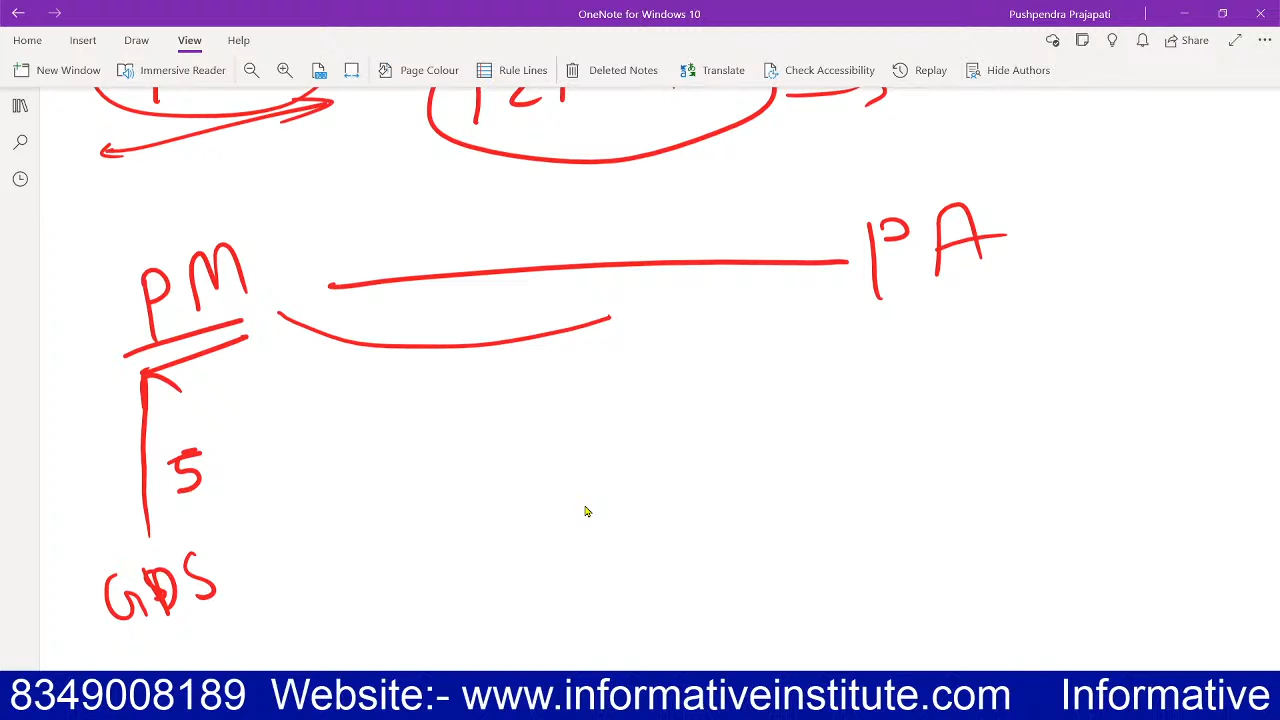 OneNote for Windows 10
Pushpendra Prajapati
Home Insert Draw View Help
Share
New Window Immersive Reader Page Colour Rule Lines Deleted Notes Translate Check Accessibility Replay Hide Authors
PA
PM
5
GDS
8349008189 Website:- www.informativeinstitute.com Informative